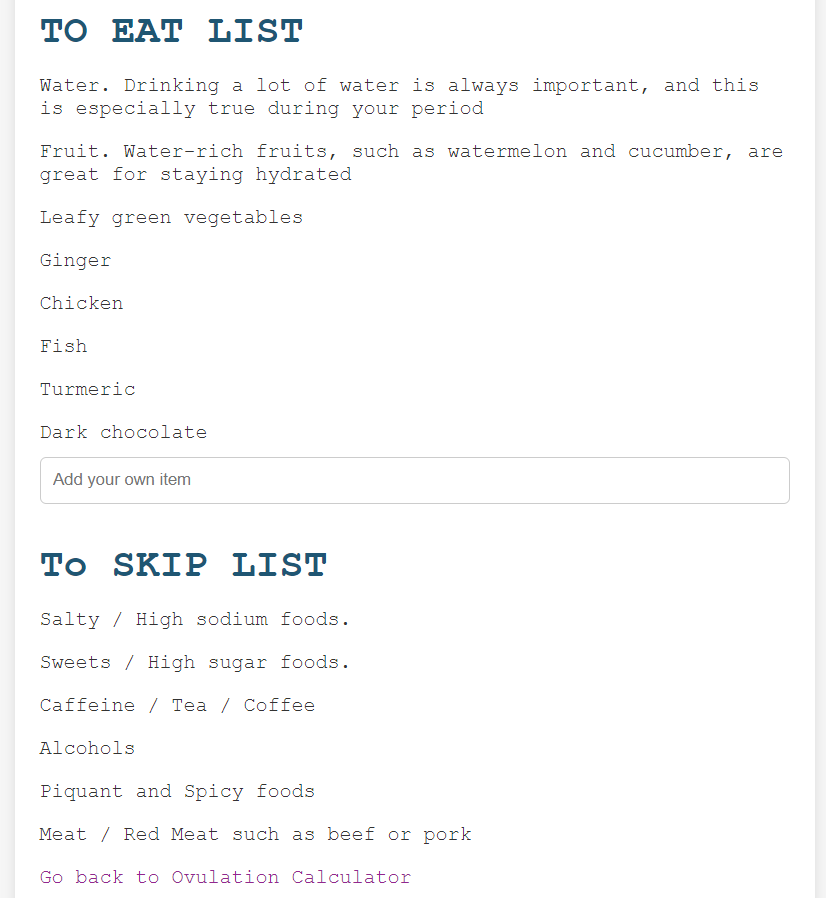 TO EAT LIST
Water. Drinking a lot of water is always important, and this
is especially true during your period
Fruit. Water-rich fruits, such as watermelon and cucumber, are
great for staying hydrated
Leafy green vegetables
Ginger
Chicken
Fish
Turmeric
Dark chocolate
Add your own item
To SKIP LIST
Salty / High sodium foods.
Sweets / High sugar foods.
Caffeine / Tea / Coffee
Alcohols
Piquant and Spicy foods
Meat / Red Meat such as beef or pork
Go back to Ovulation Calculator